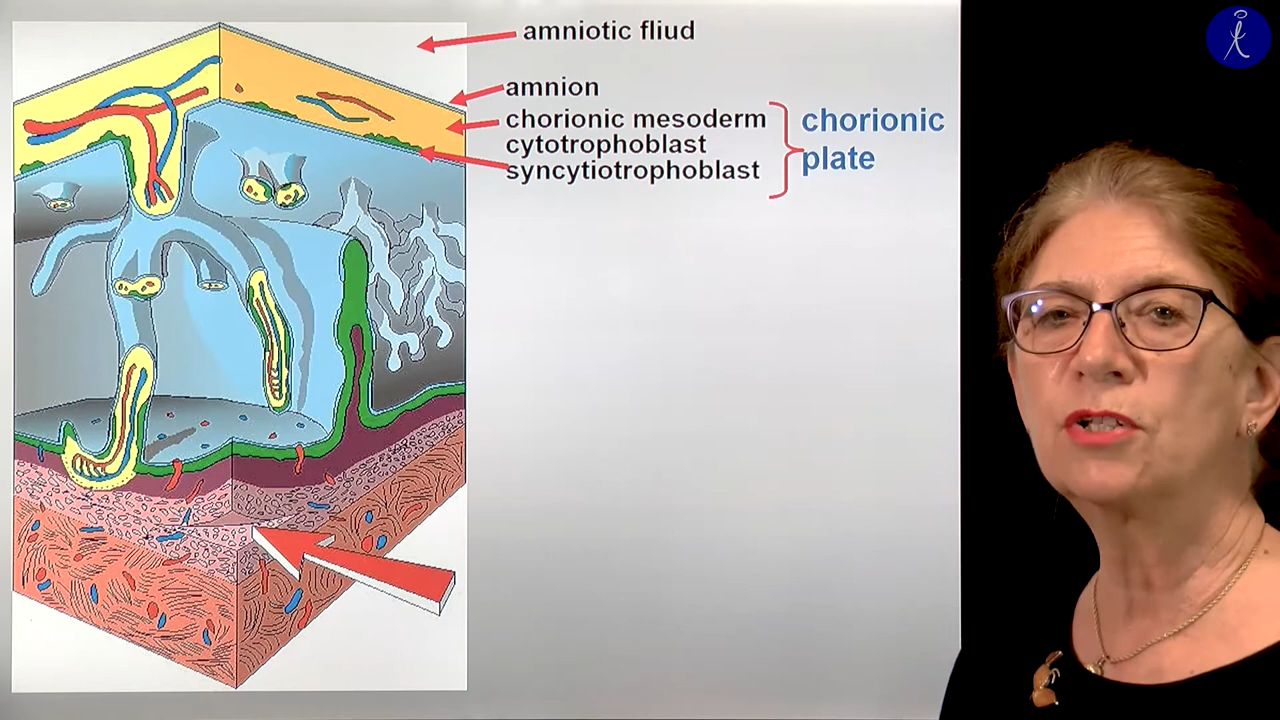 amniotic fliud
amnion
chorionic mesoderm
cytotrophoblast
syncytiotrophoblast
chorionic
plate